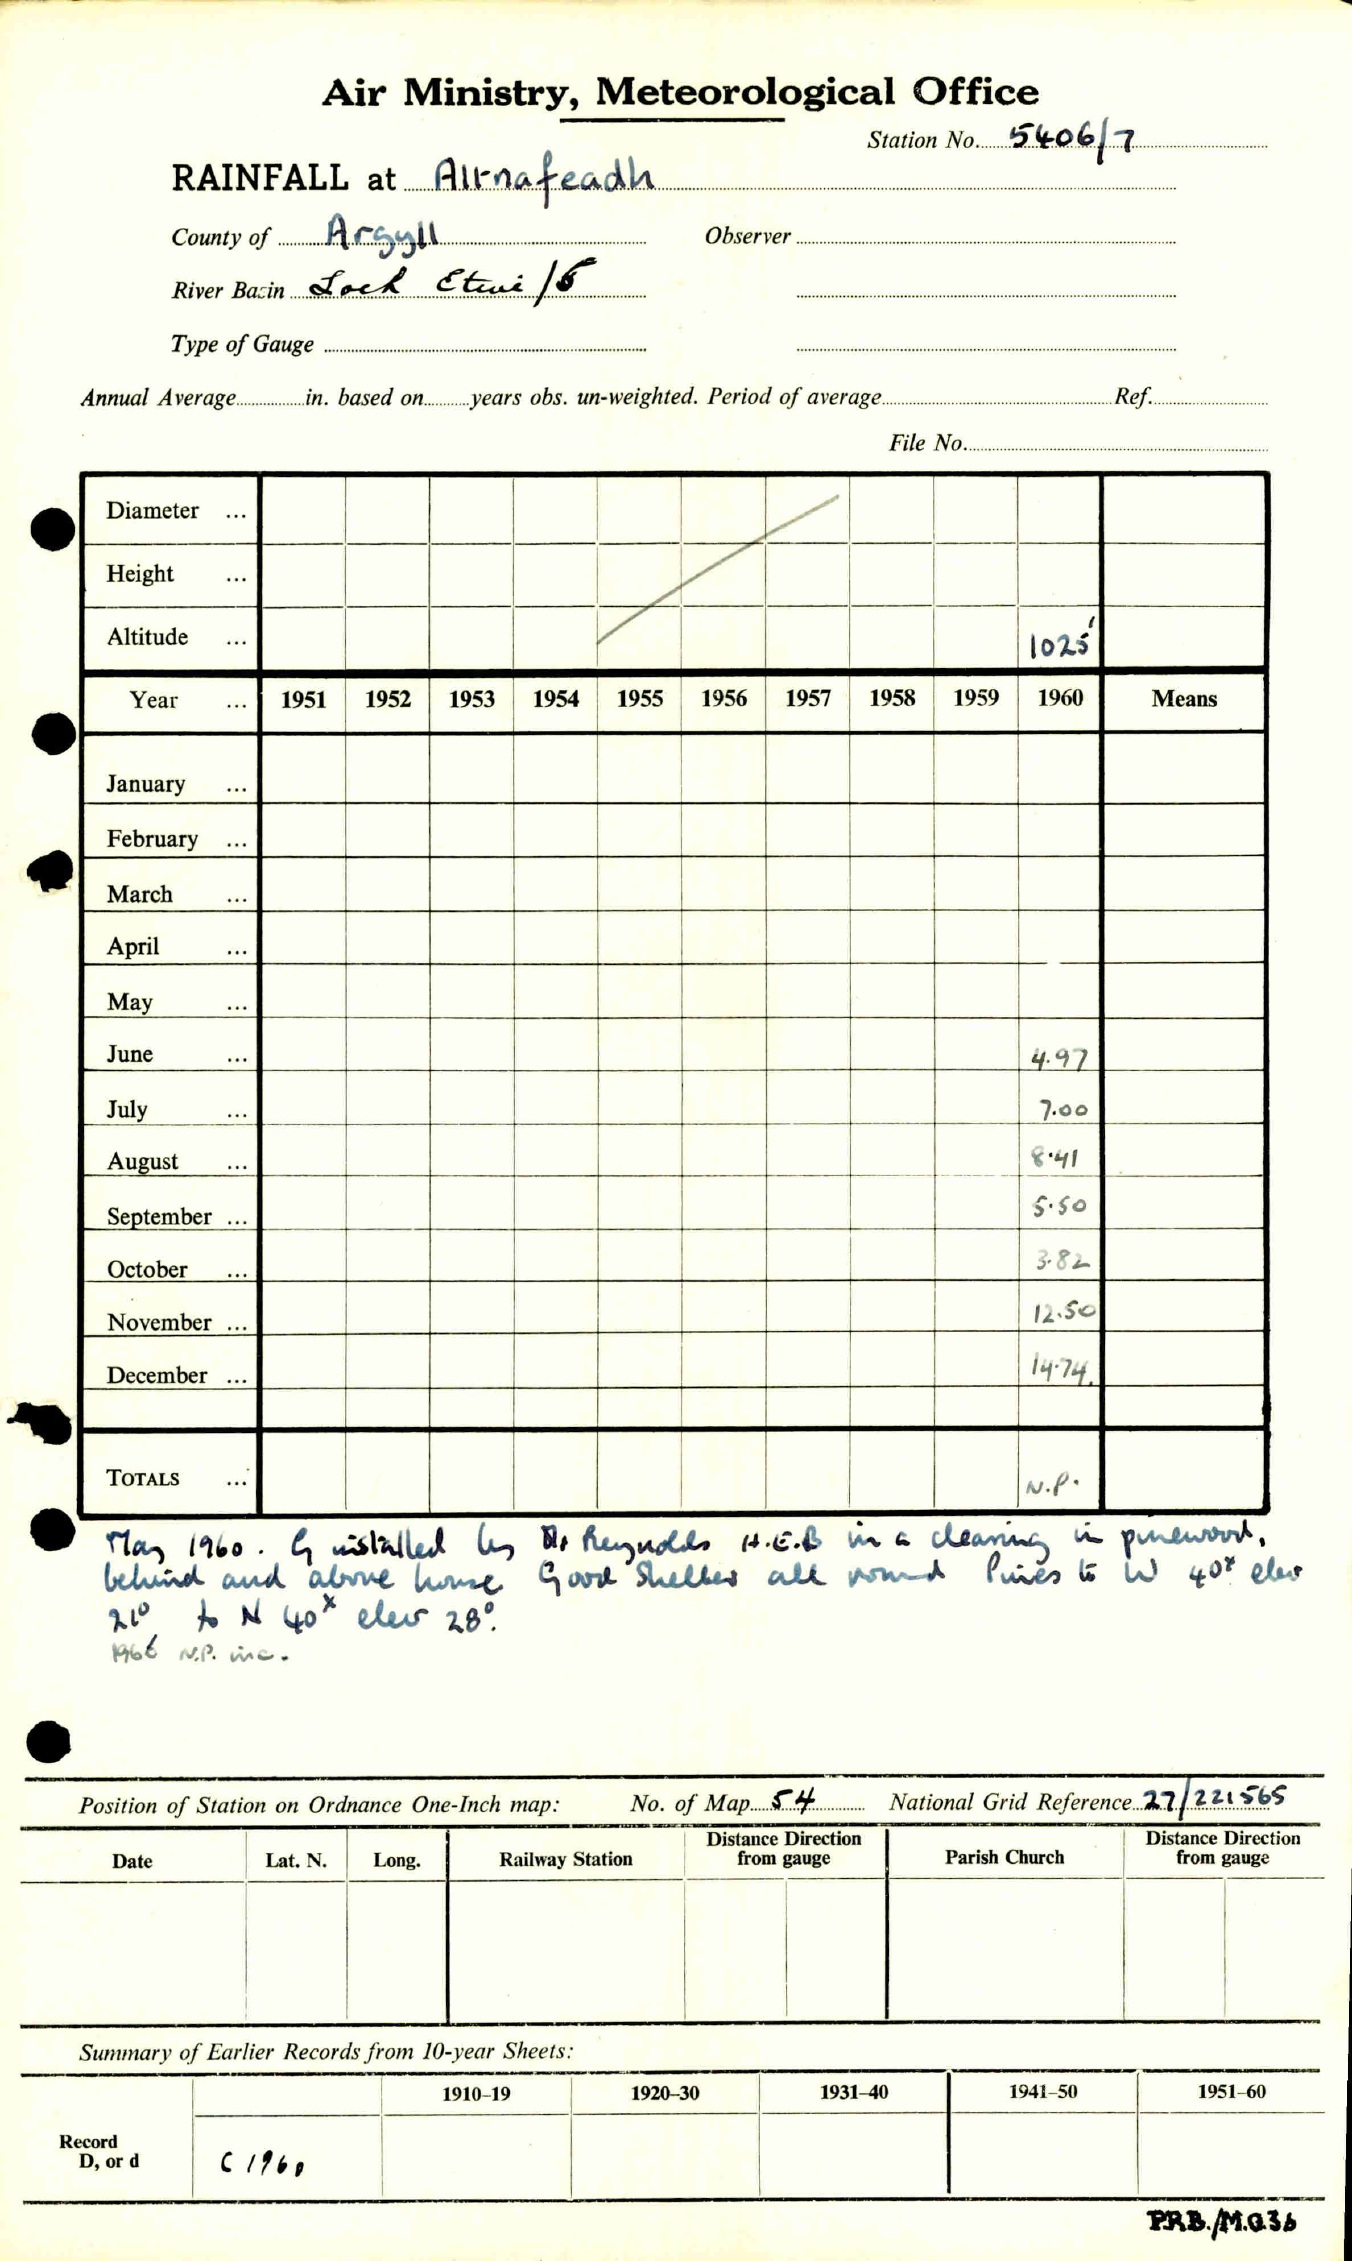 Air Ministry, Meteorological Office
Station No. 5406/7
RAINFALL at Altnafeadh
County of Argyll Observer
River Basin Loch Etive /5
Type of Gauge
Annual Average in. based on years obs. un-weighted. Period of average Ref.
File No.
Diameter ...
Height ...
Altitude ... 1025'
Year ... 1951 1952 1953 1954 1955 1956 1957 1958 1959 1960 Means
January ...
February ...
March ...
April ...
May ...
June ... 4.97
July ... 7.00
August ... 8.41
September ... 5.50
October ... 3.82
November ... 12.50
December ... 14.74
TOTALS ... N.P.
May 1960. G installed by Mr Reynolds H.E.B in a clearing in pinewood,
behind and above house. Good Shelter all round Pines to W 40x elev
21° to N 40x elev 28°.
1966 N.P. inc.
Position of Station on Ordnance One-Inch map: No. of Map 54 National Grid Reference 27/221565
Date Lat. N. Long. Railway Station Distance Direction from gauge Parish Church Distance Direction from gauge
Summary of Earlier Records from 10-year Sheets:
1910–19 1920–30 1931–40 1941–50 1951–60
Record
D, or d C 1960
P.R.B./M.O.36